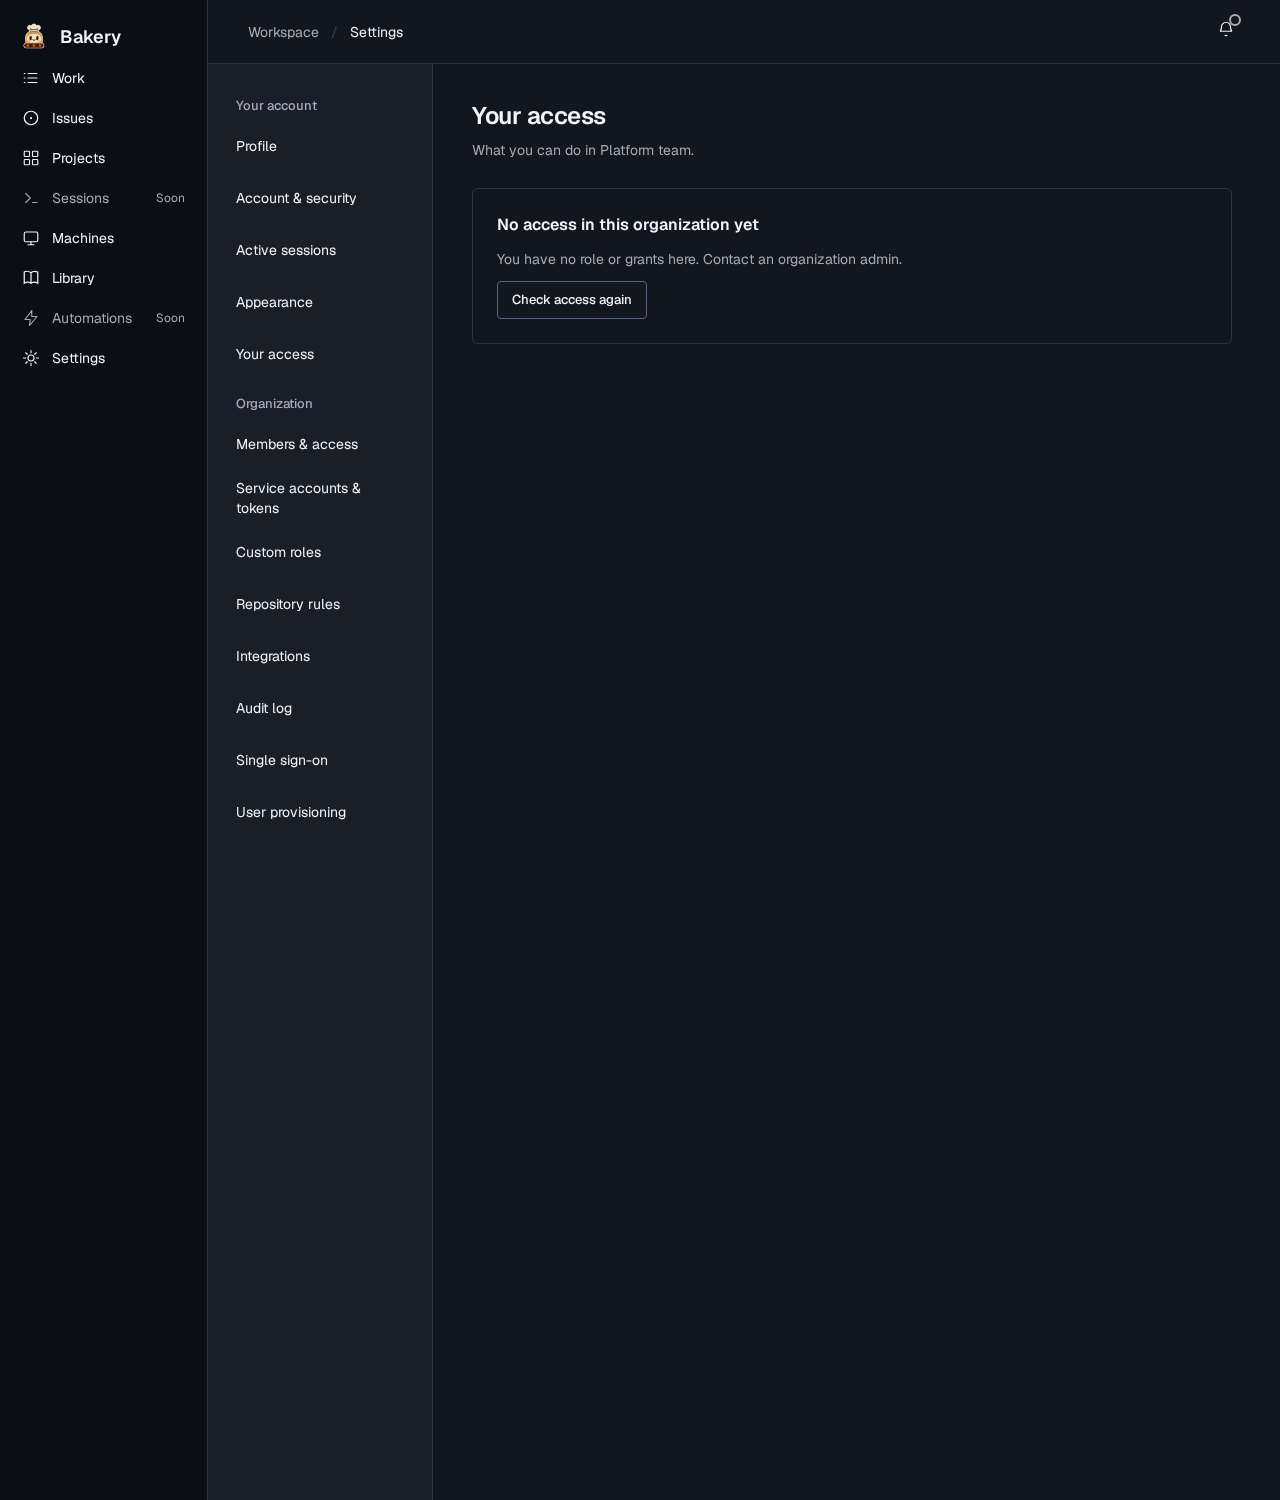 Bakery
Work
Issues
Projects
Sessions Soon
Machines
Library
Automations Soon
Settings
Workspace / Settings
Your account
Profile
Account & security
Active sessions
Appearance
Your access
Organization
Members & access
Service accounts &
tokens
Custom roles
Repository rules
Integrations
Audit log
Single sign-on
User provisioning
Your access
What you can do in Platform team.
No access in this organization yet
You have no role or grants here. Contact an organization admin.
Check access again